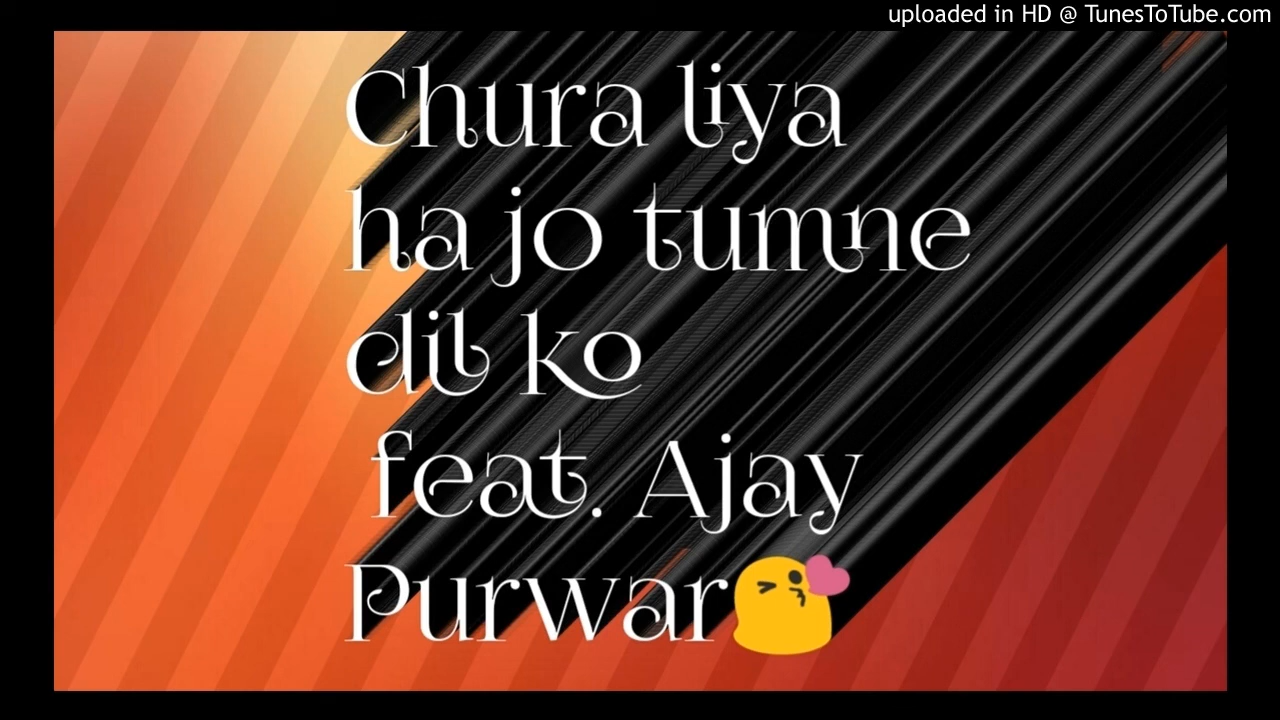 uploaded in HD @ TunesToTube.com
Chura liya
ha jo tumne
dil ko
feat. Ajay
Purwar